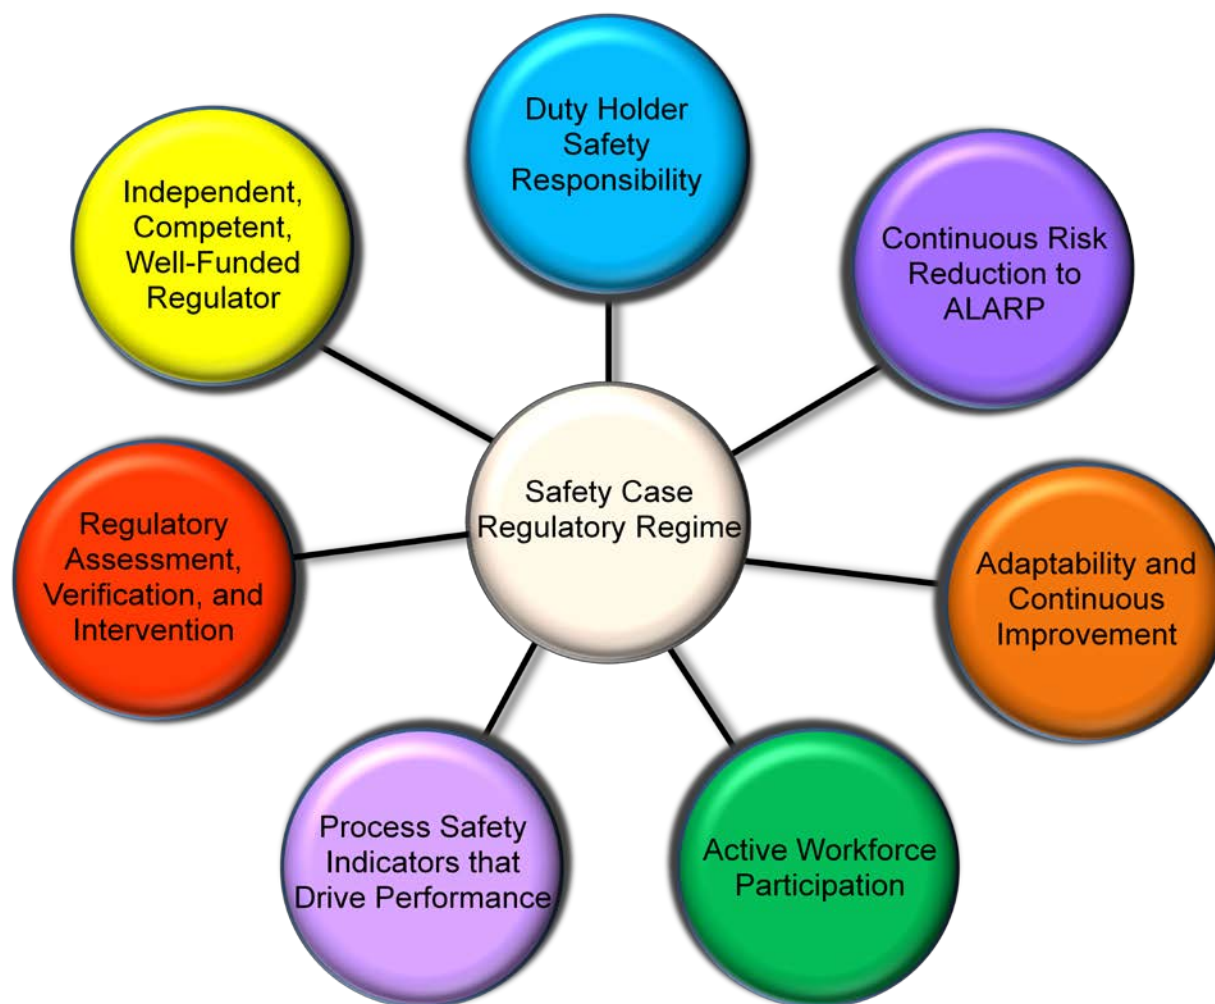 Duty Holder
Safety
Responsibility
Independent,
Competent,
Well-Funded
Regulator
Continuous Risk
Reduction to
ALARP
Safety Case
Regulatory Regime
Regulatory
Assessment,
Verification, and
Intervention
Adaptability and
Continuous
Improvement
Process Safety
Indicators that
Drive Performance
Active Workforce
Participation